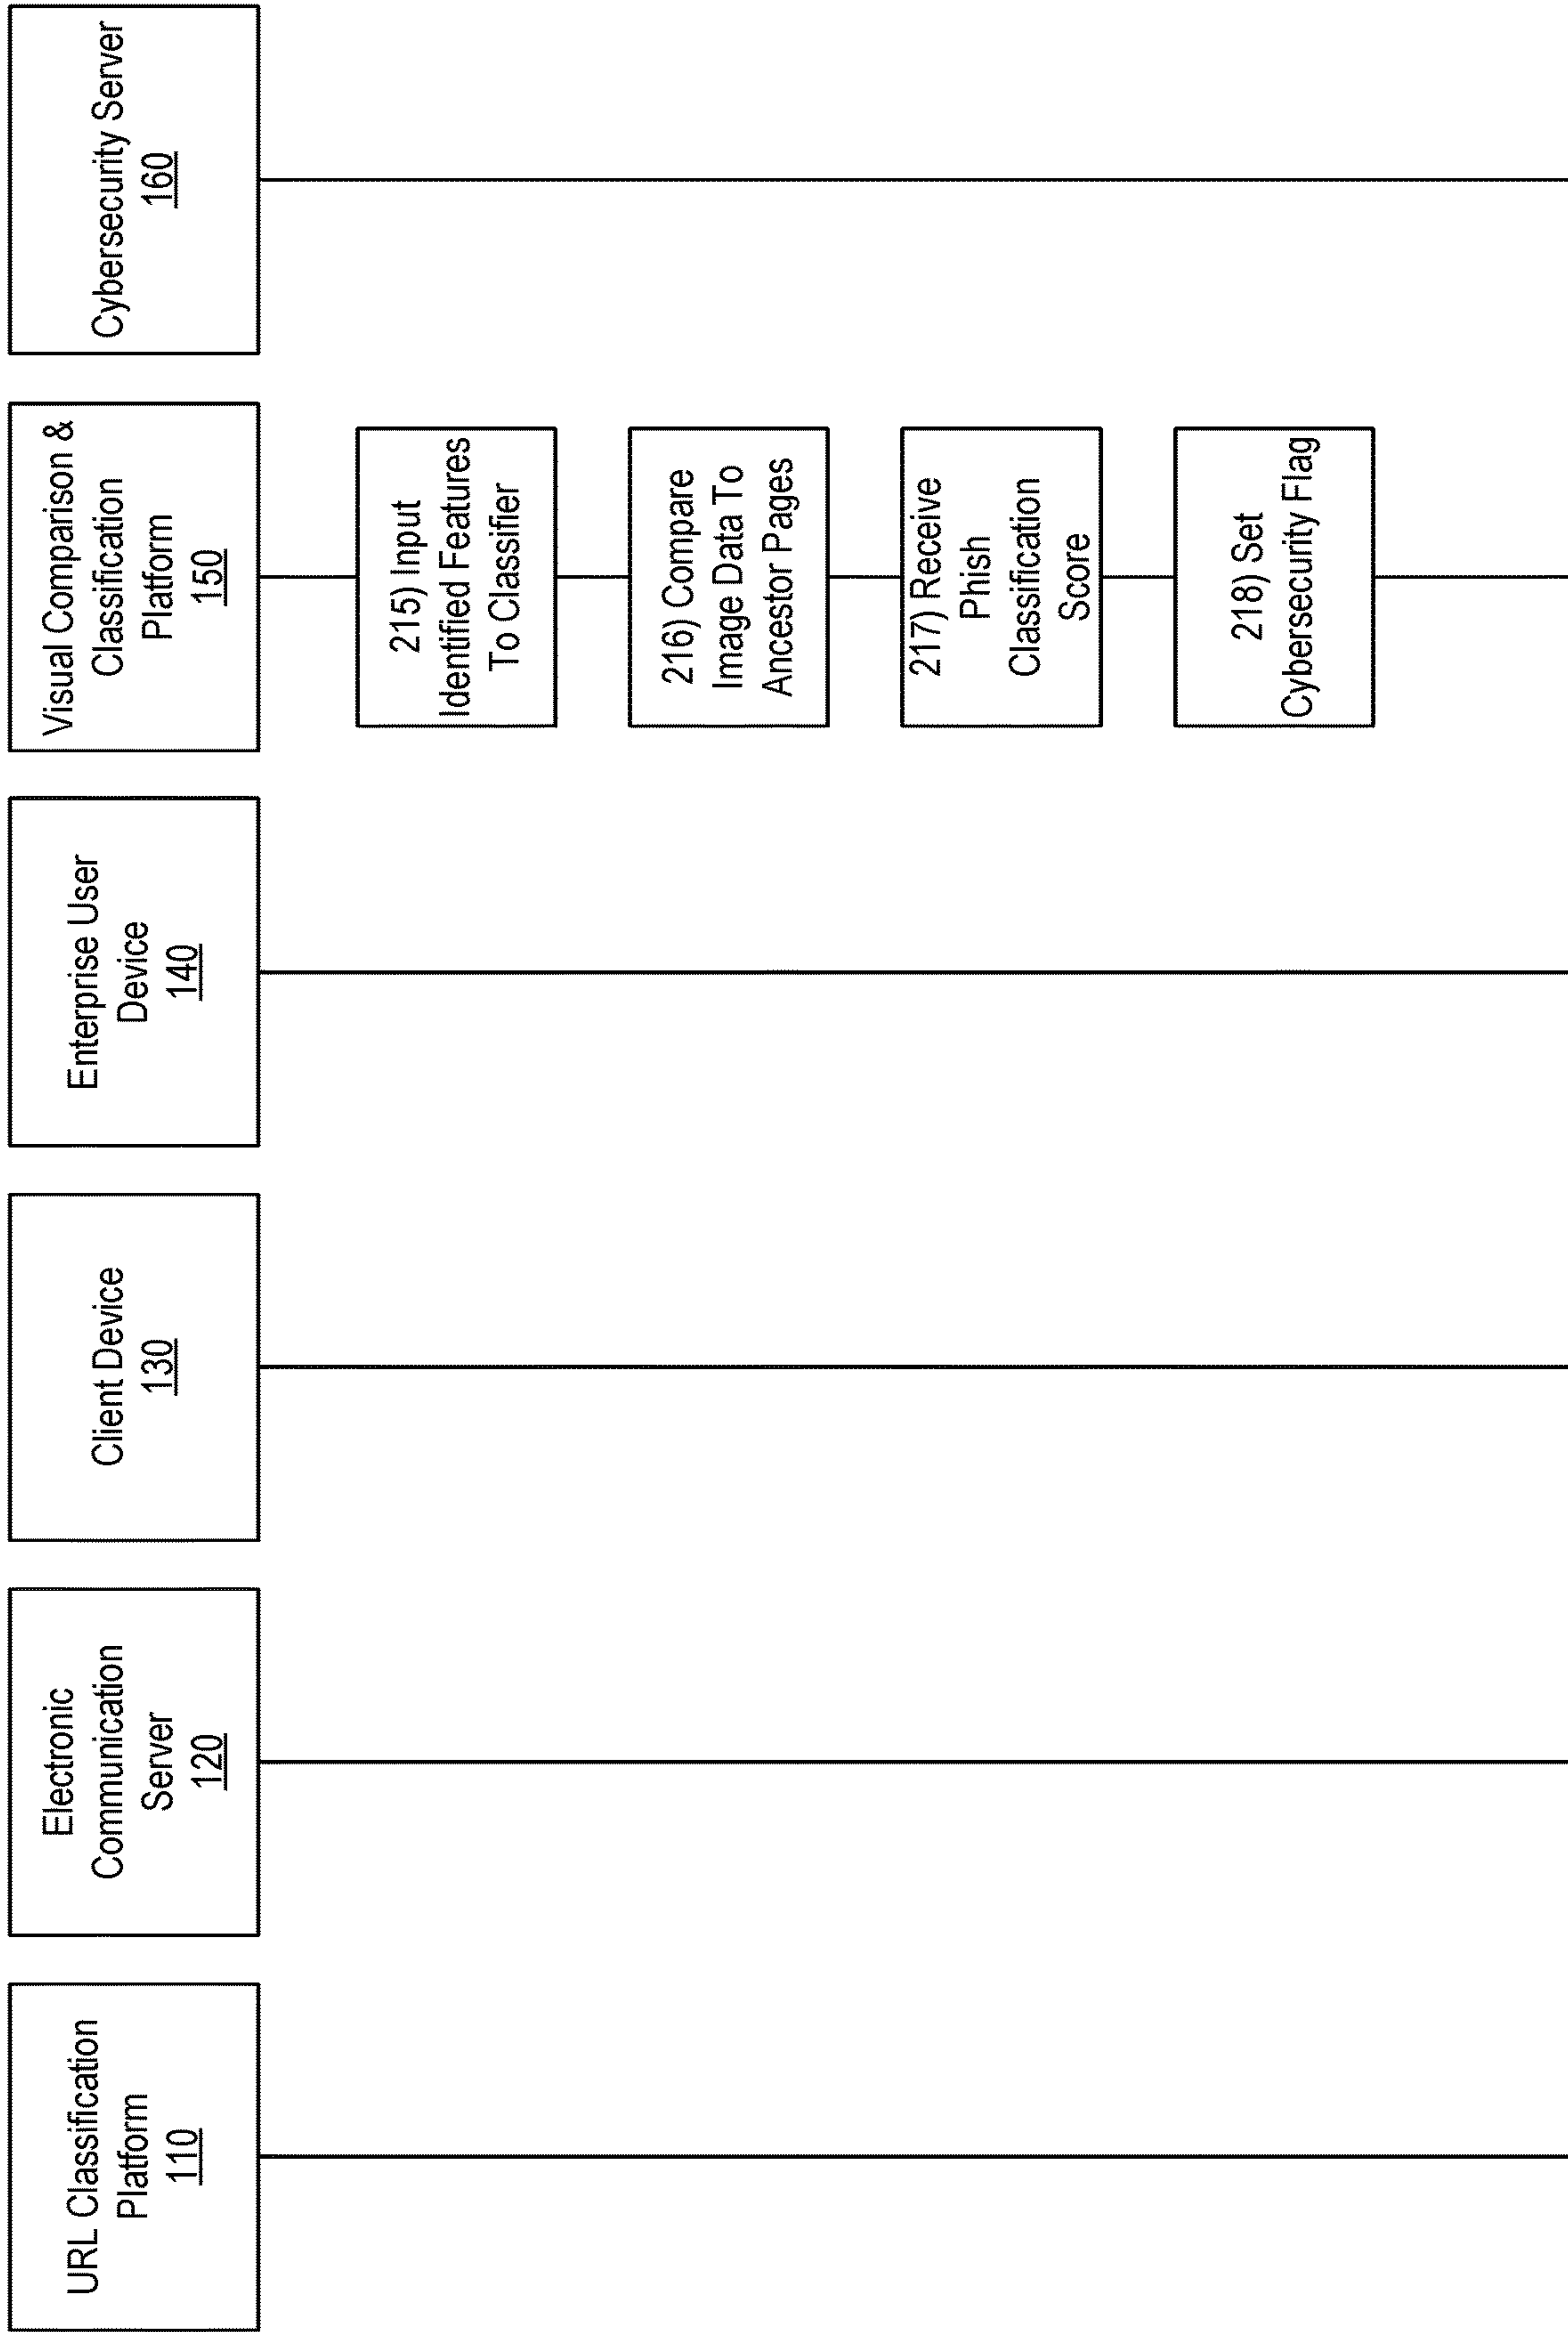 URL Classification
Platform
110
Electronic
Communication
Server
120
Client Device
130
Enterprise User
Device
140
Visual Comparison &
Classification
Platform
150
Cybersecurity Server
160
215) Input
Identified Features
To Classifier
216) Compare
Image Data To
Ancestor Pages
217) Receive
Phish
Classification
Score
218) Set
Cybersecurity Flag